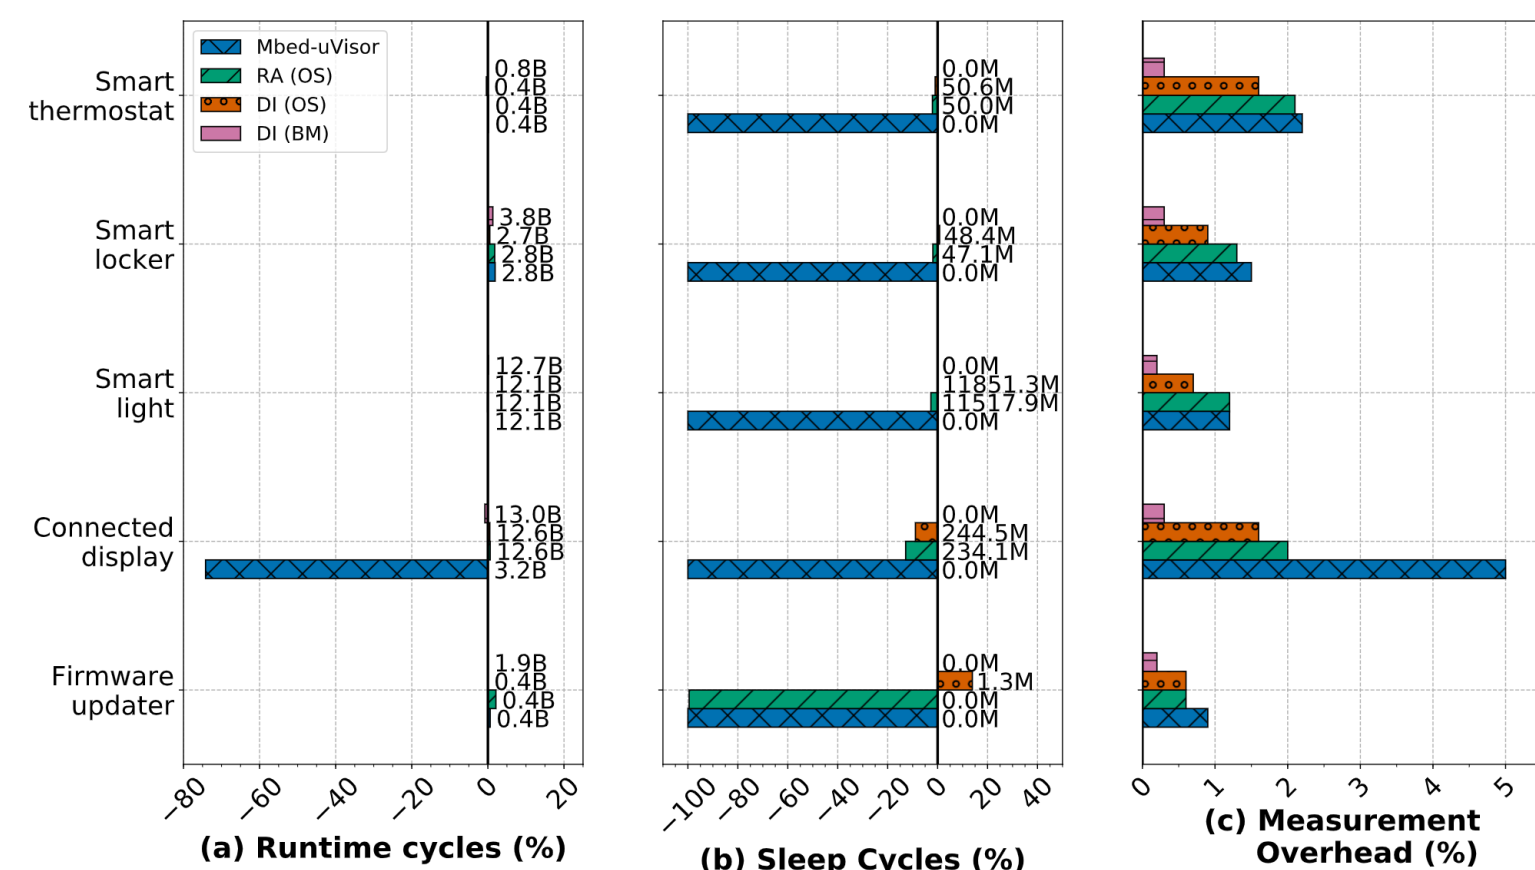 Mbed-uVisor
RA (OS)
DI (OS)
DI (BM)
Smart
thermostat
0.8B
0.4B
0.4B
0.4B
0.0M
50.6M
50.0M
0.0M
Smart
locker
3.8B
2.7B
2.8B
2.8B
0.0M
48.4M
47.1M
0.0M
Smart
light
12.7B
12.1B
12.1B
12.1B
0.0M
11851.3M
11517.9M
0.0M
Connected
display
13.0B
12.6B
12.6B
3.2B
0.0M
244.5M
234.1M
0.0M
Firmware
updater
1.9B
0.4B
0.4B
0.4B
0.0M
1.3M
0.0M
0.0M
−80 −60 −40 −20 0 20
(a) Runtime cycles (%)
−100 −80 −60 −40 −20 0 20 40
(b) Sleep Cycles (%)
0 1 2 3 4 5
(c) Measurement
Overhead (%)